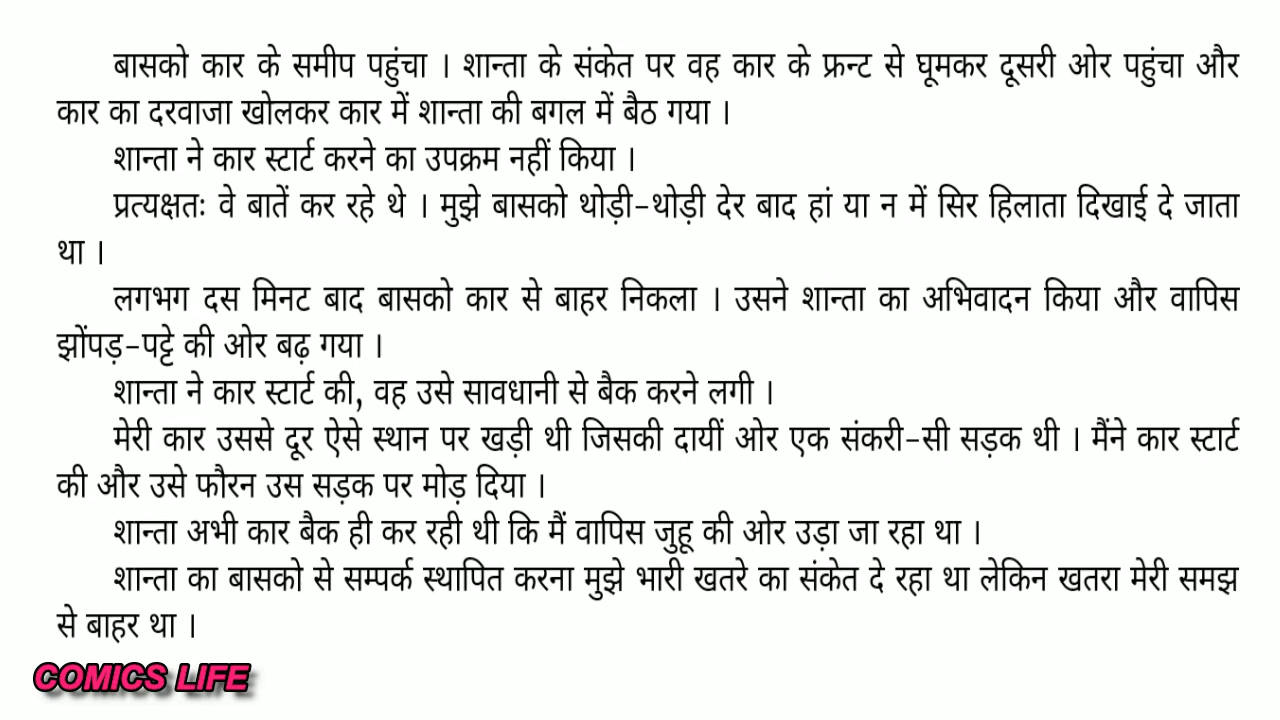 बासको कार के समीप पहुंचा । शान्ता के संकेत पर वह कार के फ्रन्ट से घूमकर दूसरी ओर पहुंचा और
कार का दरवाजा खोलकर कार में शान्ता की बगल में बैठ गया ।
शान्ता ने कार स्टार्ट करने का उपक्रम नहीं किया ।
प्रत्यक्षतः वे बातें कर रहे थे । मुझे बासको थोड़ी-थोड़ी देर बाद हां या न में सिर हिलाता दिखाई दे जाता
था ।
लगभग दस मिनट बाद बासको कार से बाहर निकला । उसने शान्ता का अभिवादन किया और वापिस
झोंपड़-पट्टे की ओर बढ़ गया ।
शान्ता ने कार स्टार्ट की, वह उसे सावधानी से बैक करने लगी ।
मेरी कार उससे दूर ऐसे स्थान पर खड़ी थी जिसकी दायीं ओर एक संकरी-सी सड़क थी । मैंने कार स्टार्ट
की और उसे फौरन उस सड़क पर मोड़ दिया ।
शान्ता अभी कार बैक ही कर रही थी कि मैं वापिस जुहू की ओर उड़ा जा रहा था ।
शान्ता का बासको से सम्पर्क स्थापित करना मुझे भारी खतरे का संकेत दे रहा था लेकिन खतरा मेरी समझ
से बाहर था ।
COMICS LIFE